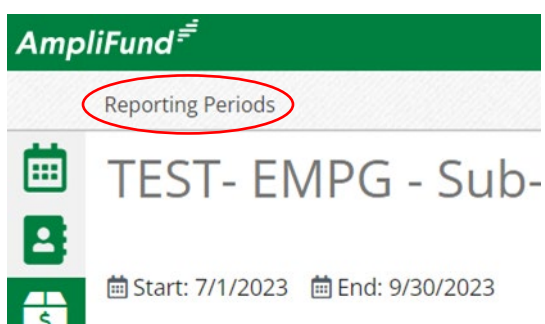 AmpliFund
Reporting Periods
TEST- EMPG - Sub-
Start: 7/1/2023 End: 9/30/2023